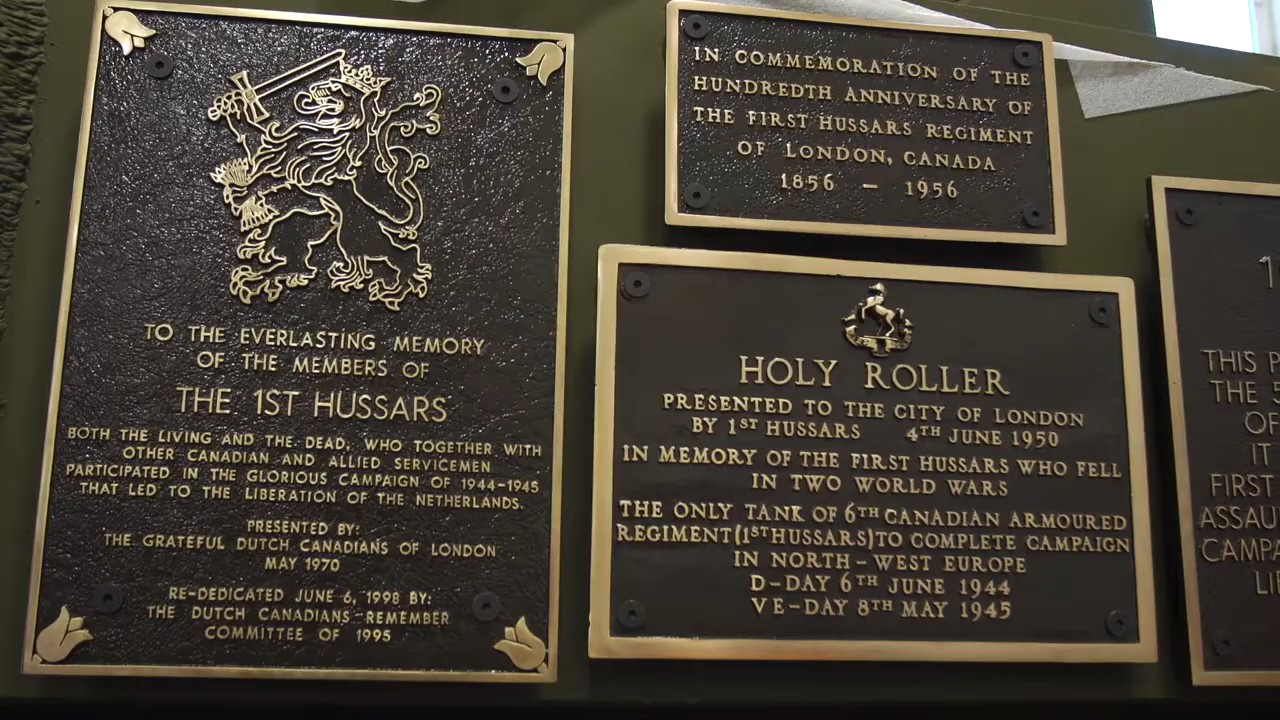 TO THE EVERLASTING MEMORY
OF THE MEMBERS OF
THE 1ST HUSSARS
BOTH THE LIVING AND THE DEAD, WHO TOGETHER WITH
OTHER CANADIAN AND ALLIED SERVICEMEN
PARTICIPATED IN THE GLORIOUS CAMPAIGN OF 1944-1945
THAT LED TO THE LIBERATION OF THE NETHERLANDS.
PRESENTED BY:
THE GRATEFUL DUTCH CANADIANS OF LONDON
MAY 1970
RE-DEDICATED JUNE 6, 1998 BY:
THE DUTCH CANADIANS REMEMBER
COMMITTEE OF 1995
IN COMMEMORATION OF THE
HUNDREDTH ANNIVERSARY OF
THE FIRST HUSSARS REGIMENT
OF LONDON, CANADA
1856 - 1956
HOLY ROLLER
PRESENTED TO THE CITY OF LONDON
BY 1ST HUSSARS 4TH JUNE 1950
IN MEMORY OF THE FIRST HUSSARS WHO FELL
IN TWO WORLD WARS
THE ONLY TANK OF 6TH CANADIAN ARMOURED
REGIMENT (1ST HUSSARS) TO COMPLETE CAMPAIGN
IN NORTH-WEST EUROPE
D-DAY 6TH JUNE 1944
VE-DAY 8TH MAY 1945
THIS
THE
IT
FIRST